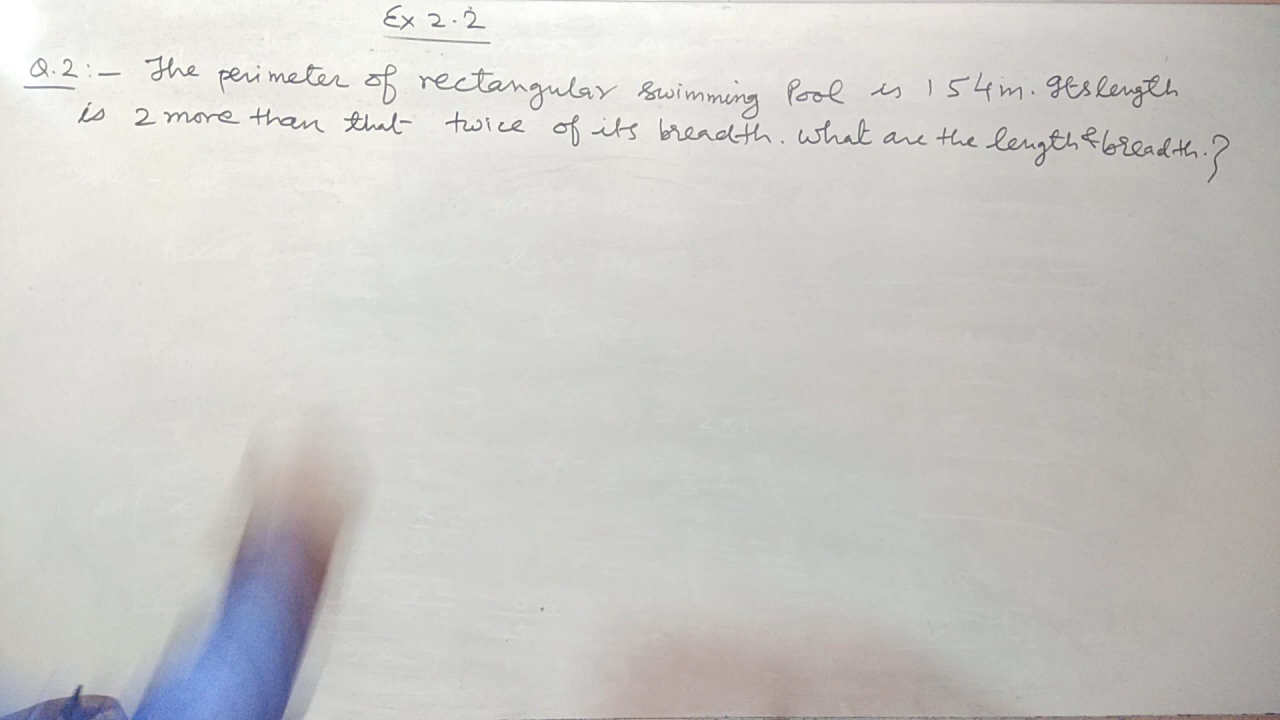 Ex 2.2
Q.2:- The perimeter of rectangular swimming Pool is 154m. Its length
is 2 more than that twice of its breadth. what are the length & breadth.?